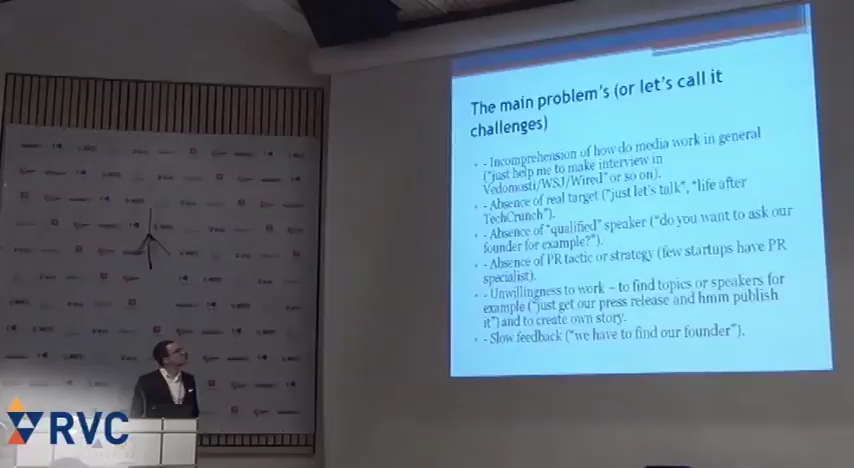 The main problem's (or let's call it
challenges)
- Incomprehension of how do media work in general
("just help me to make interview in
Vedomosti/WSJ/Wired" or so on).
- Absence of real target ("just let's talk", "life after
TechCrunch").
- Absence of "qualified" speaker ("do you want to ask our
founder for example?").
- Absence of PR tactic or strategy (few startups have PR
specialist).
- Unwillingness to work – to find topics or speakers for
example ("just get our press release and hmm publish
it") and to create own story.
- Slow feedback ("we have to find our founder").
RVC